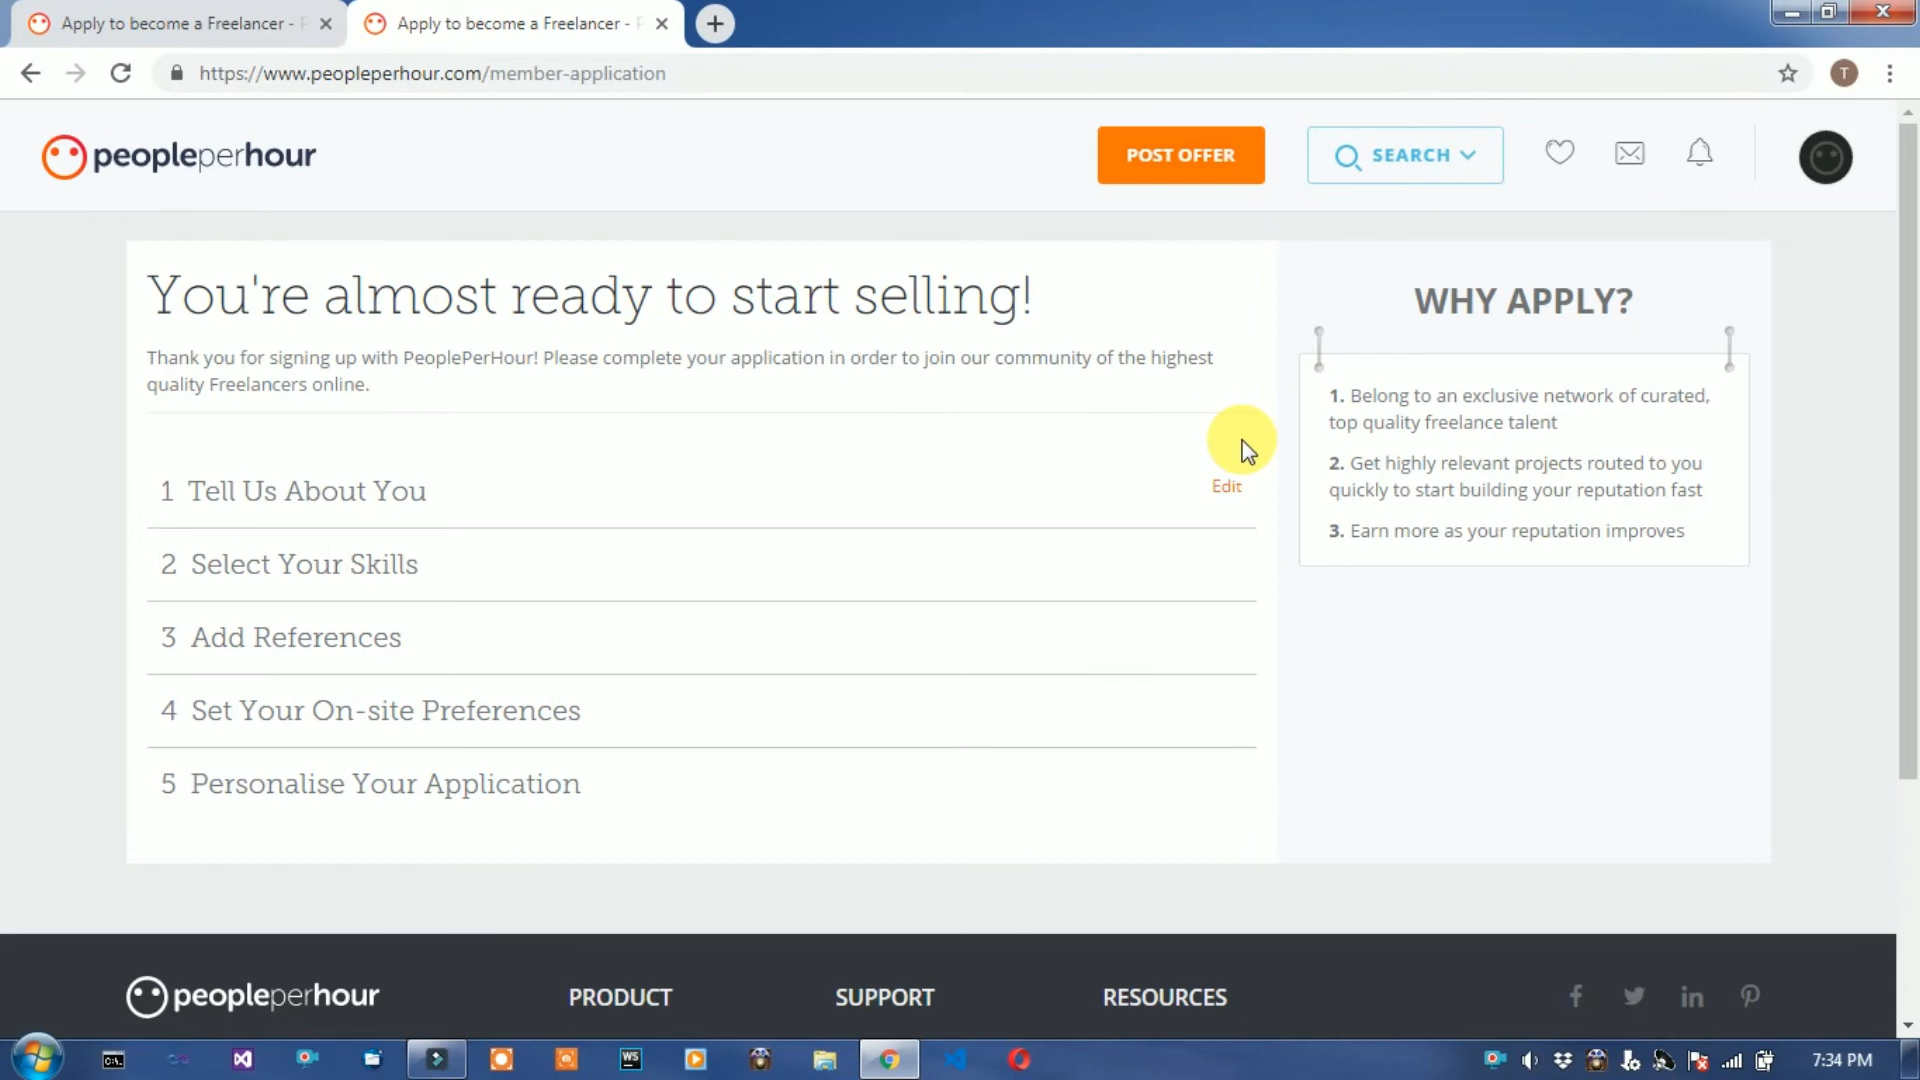 Apply to become a Freelancer -
Apply to become a Freelancer -
https://www.peopleperhour.com/member-application
T
peopleperhour
POST OFFER
SEARCH
You're almost ready to start selling!
Thank you for signing up with PeoplePerHour! Please complete your application in order to join our community of the highest
quality Freelancers online.
1 Tell Us About You
Edit
2 Select Your Skills
3 Add References
4 Set Your On-site Preferences
5 Personalise Your Application
WHY APPLY?
1. Belong to an exclusive network of curated,
top quality freelance talent
2. Get highly relevant projects routed to you
quickly to start building your reputation fast
3. Earn more as your reputation improves
peopleperhour
PRODUCT
SUPPORT
RESOURCES
C:\.
WS
7:34 PM